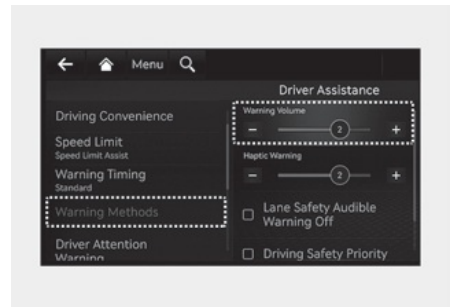 Menu
Driver Assistance
Driving Convenience
Speed Limit
Speed Limit Assist
Warning Timing
Standard
Warning Methods
Driver Attention
Warning
Warning Volume
- 2 +
Haptic Warning
- 2 +
Lane Safety Audible
Warning Off
Driving Safety Priority